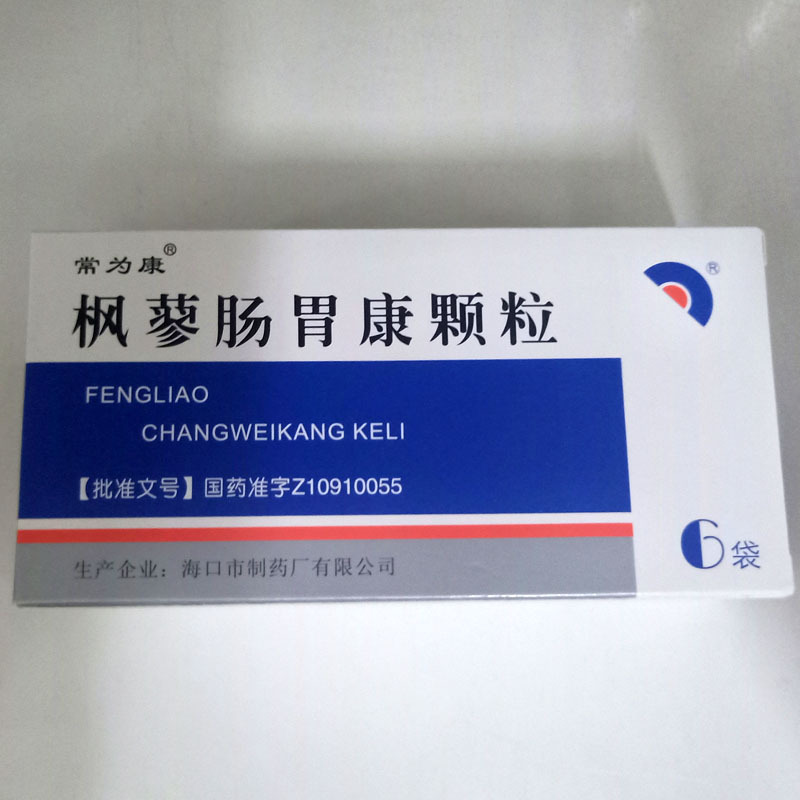 常为康®
枫蓼肠胃康颗粒
®
FENGLIAO
CHANGWEIKANG KELI
【批准文号】国药准字Z10910055
生产企业：海口市制药厂有限公司
6袋